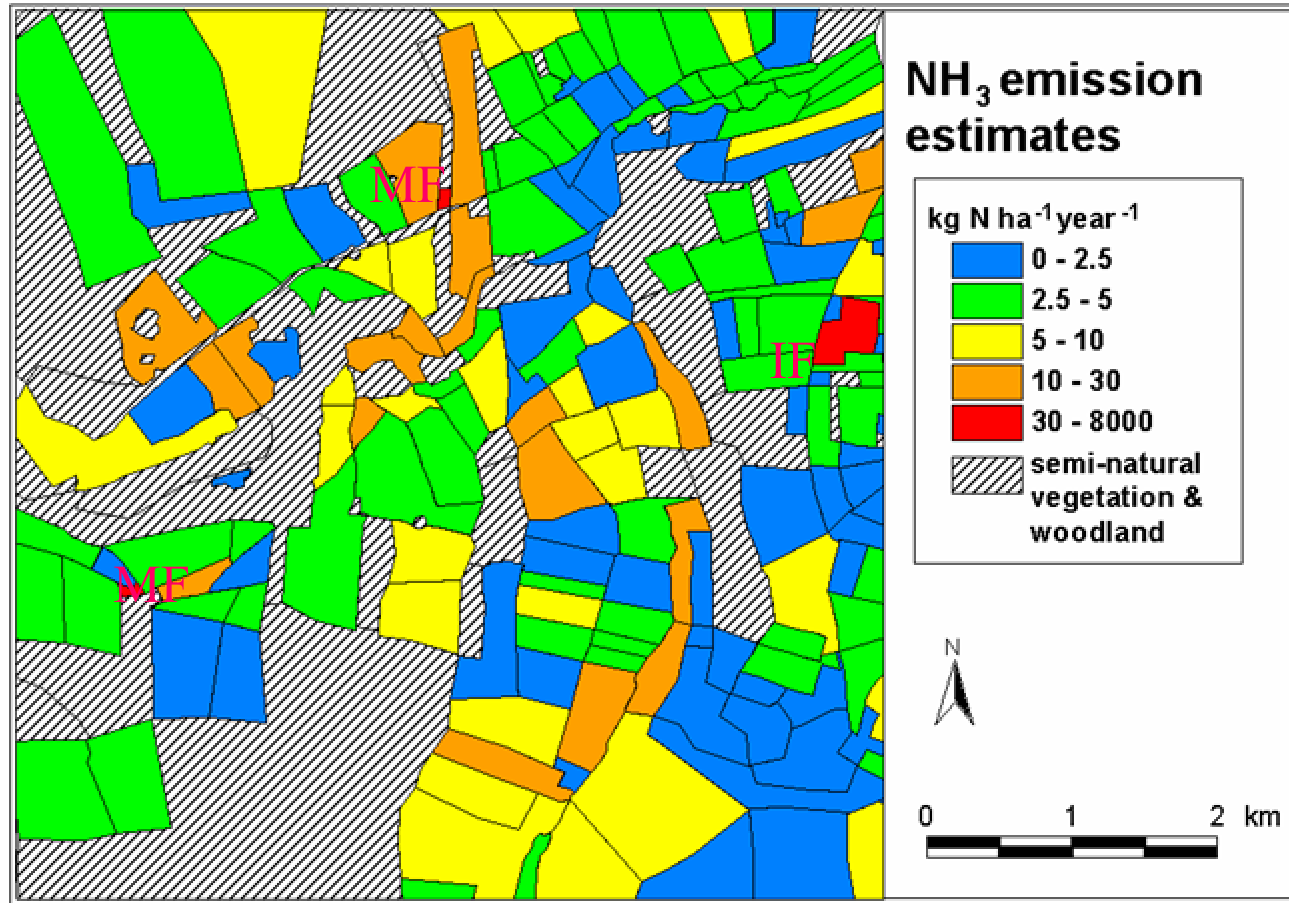 NH₃ emission
estimates
kg N ha⁻¹ year⁻¹
0 - 2.5
2.5 - 5
5 - 10
10 - 30
30 - 8000
semi-natural
vegetation &
woodland
MF
IF
MF
N
0 1 2 km